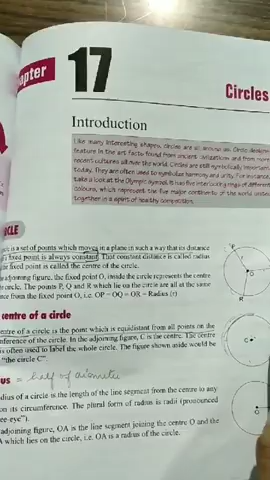 apter
17
Circles
Introduction
Like many interesting shapes, circles are all around us. Circle designs
feature in the art facts found from ancient civilizations and from more
recent cultures all over the world. Circles are still symbolically important
today. They are often used to symbolize harmony and unity. For instance,
take a look at the Olympic symbol. It has five interlocking rings of different
colours, which represent the five major continents of the world united
together in a spirit of healthy competition.
CLE
is a set of points which moves in a plane in such a way that its distance
fixed point is always constant. That constant distance is called radius
he fixed point is called the centre of the circle.
adjoining figure, the fixed point O, inside the circle represents the centre
circle. The points P, Q and R which lie on the circle are all at the same
nce from the fixed point O, i.e. OP = OQ = OR = Radius (r)
P
O
R
centre of a circle
entre of a circle is the point which is equidistant from all points on the
mference of the circle. In the adjoining figure, C is the centre. The centre
is often used to label the whole circle. The figure shown aside would be
"the circle C".
C
us = half of diameter
dius of a circle is the length of the line segment from the centre to any
on its circumference. The plural form of radius is radii (pronounced
ee-eye").
adjoining figure, OA is the line segment joining the centre O and the
A which lies on the circle, i.e. OA is a radius of the circle.
O